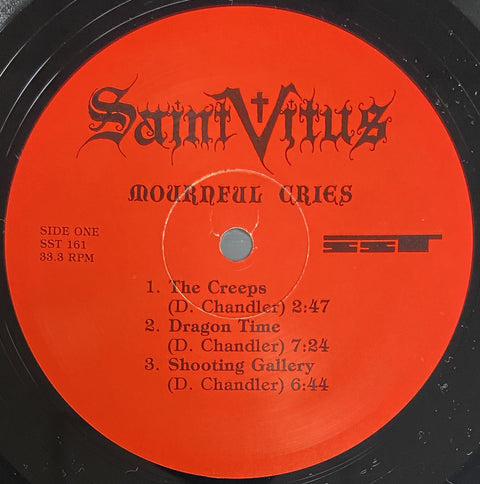 Saint Vitus
MOURNFUL CRIES
SIDE ONE
SST 161
33.3 RPM
SST
1. The Creeps
(D. Chandler) 2:47
2. Dragon Time
(D. Chandler) 7:24
3. Shooting Gallery
(D. Chandler) 6:44